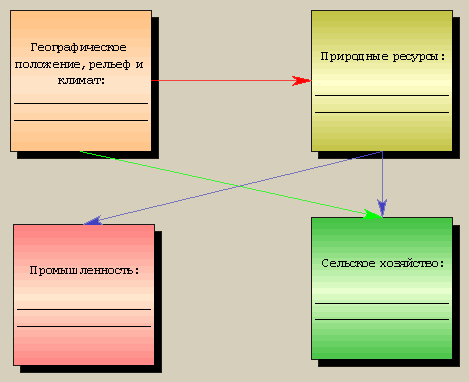 Географическое
положение, рельеф и
климат:
Природные ресурсы:
Промышленность:
Сельское хозяйство: